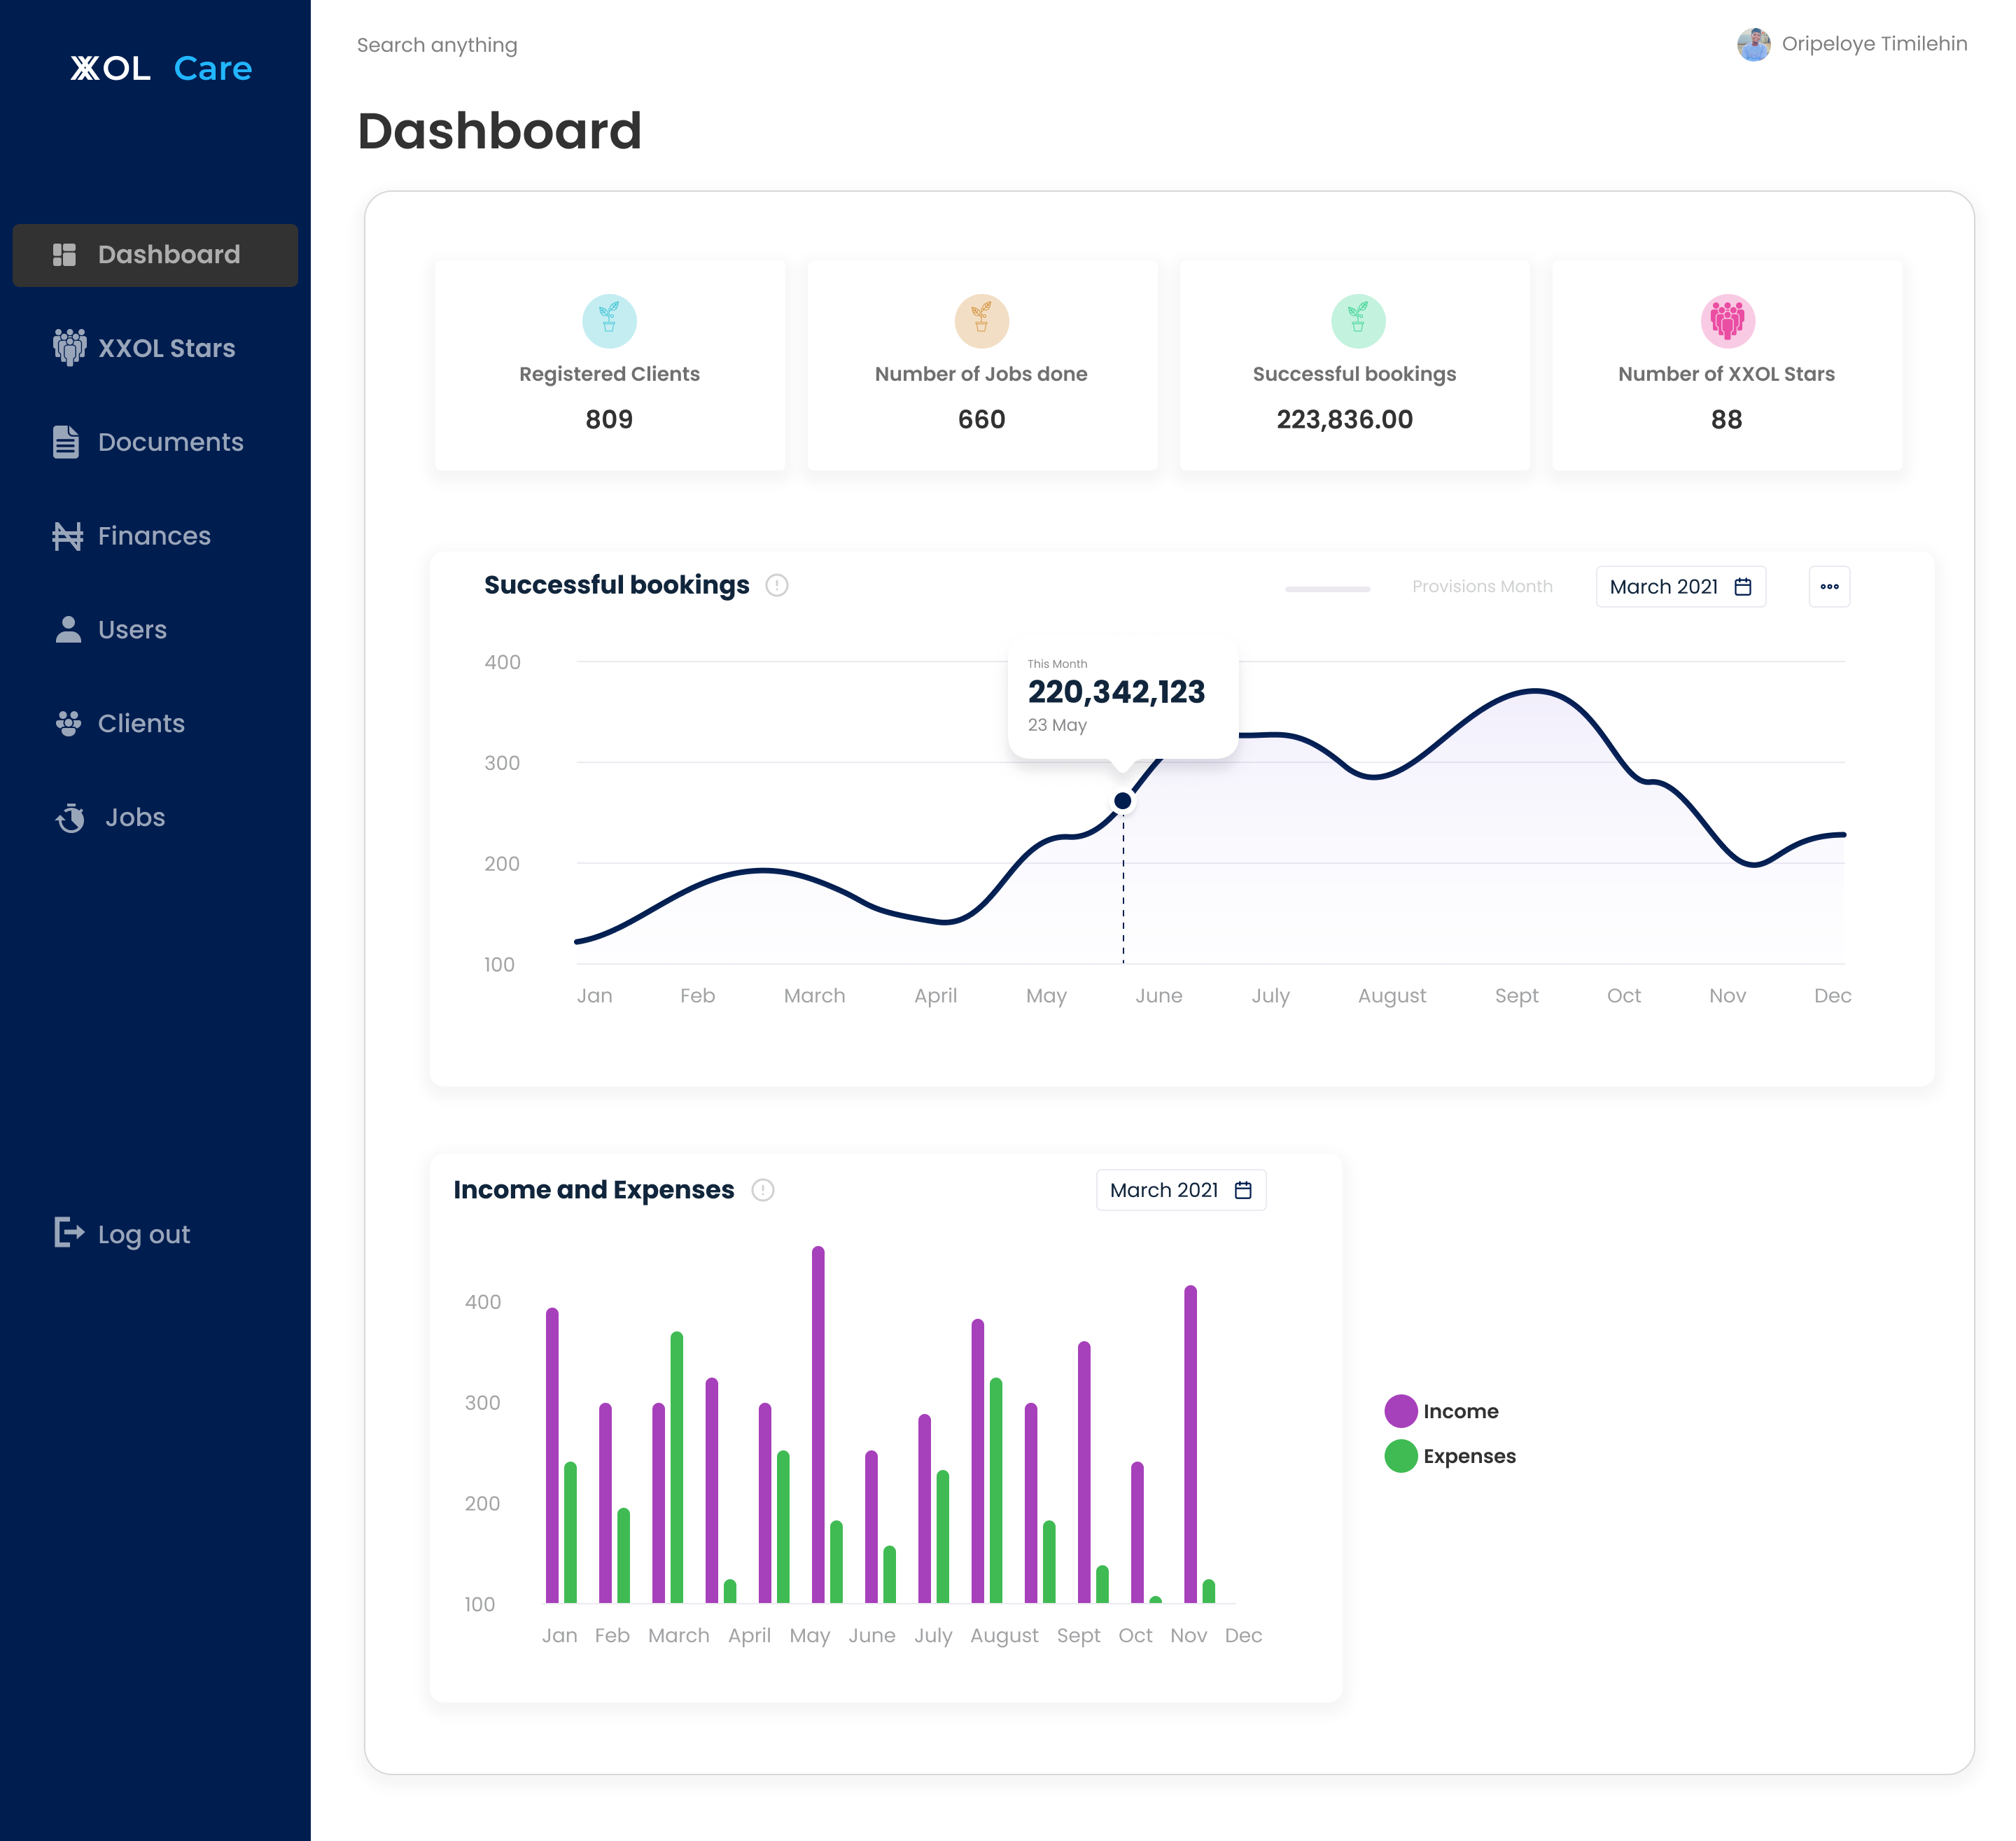 XXOL Care
Search anything
Oripeloye Timilehin
Dashboard
Dashboard
XXOL Stars
Documents
Finances
Users
Clients
Jobs
Log out
Registered Clients
809
Number of Jobs done
660
Successful bookings
223,836.00
Number of XXOL Stars
88
Successful bookings
Provisions Month
March 2021
This Month
220,342,123
23 May
400
300
200
100
Jan Feb March April May June July August Sept Oct Nov Dec
Income and Expenses
March 2021
400
300
200
100
Jan Feb March April May June July August Sept Oct Nov Dec
Income
Expenses